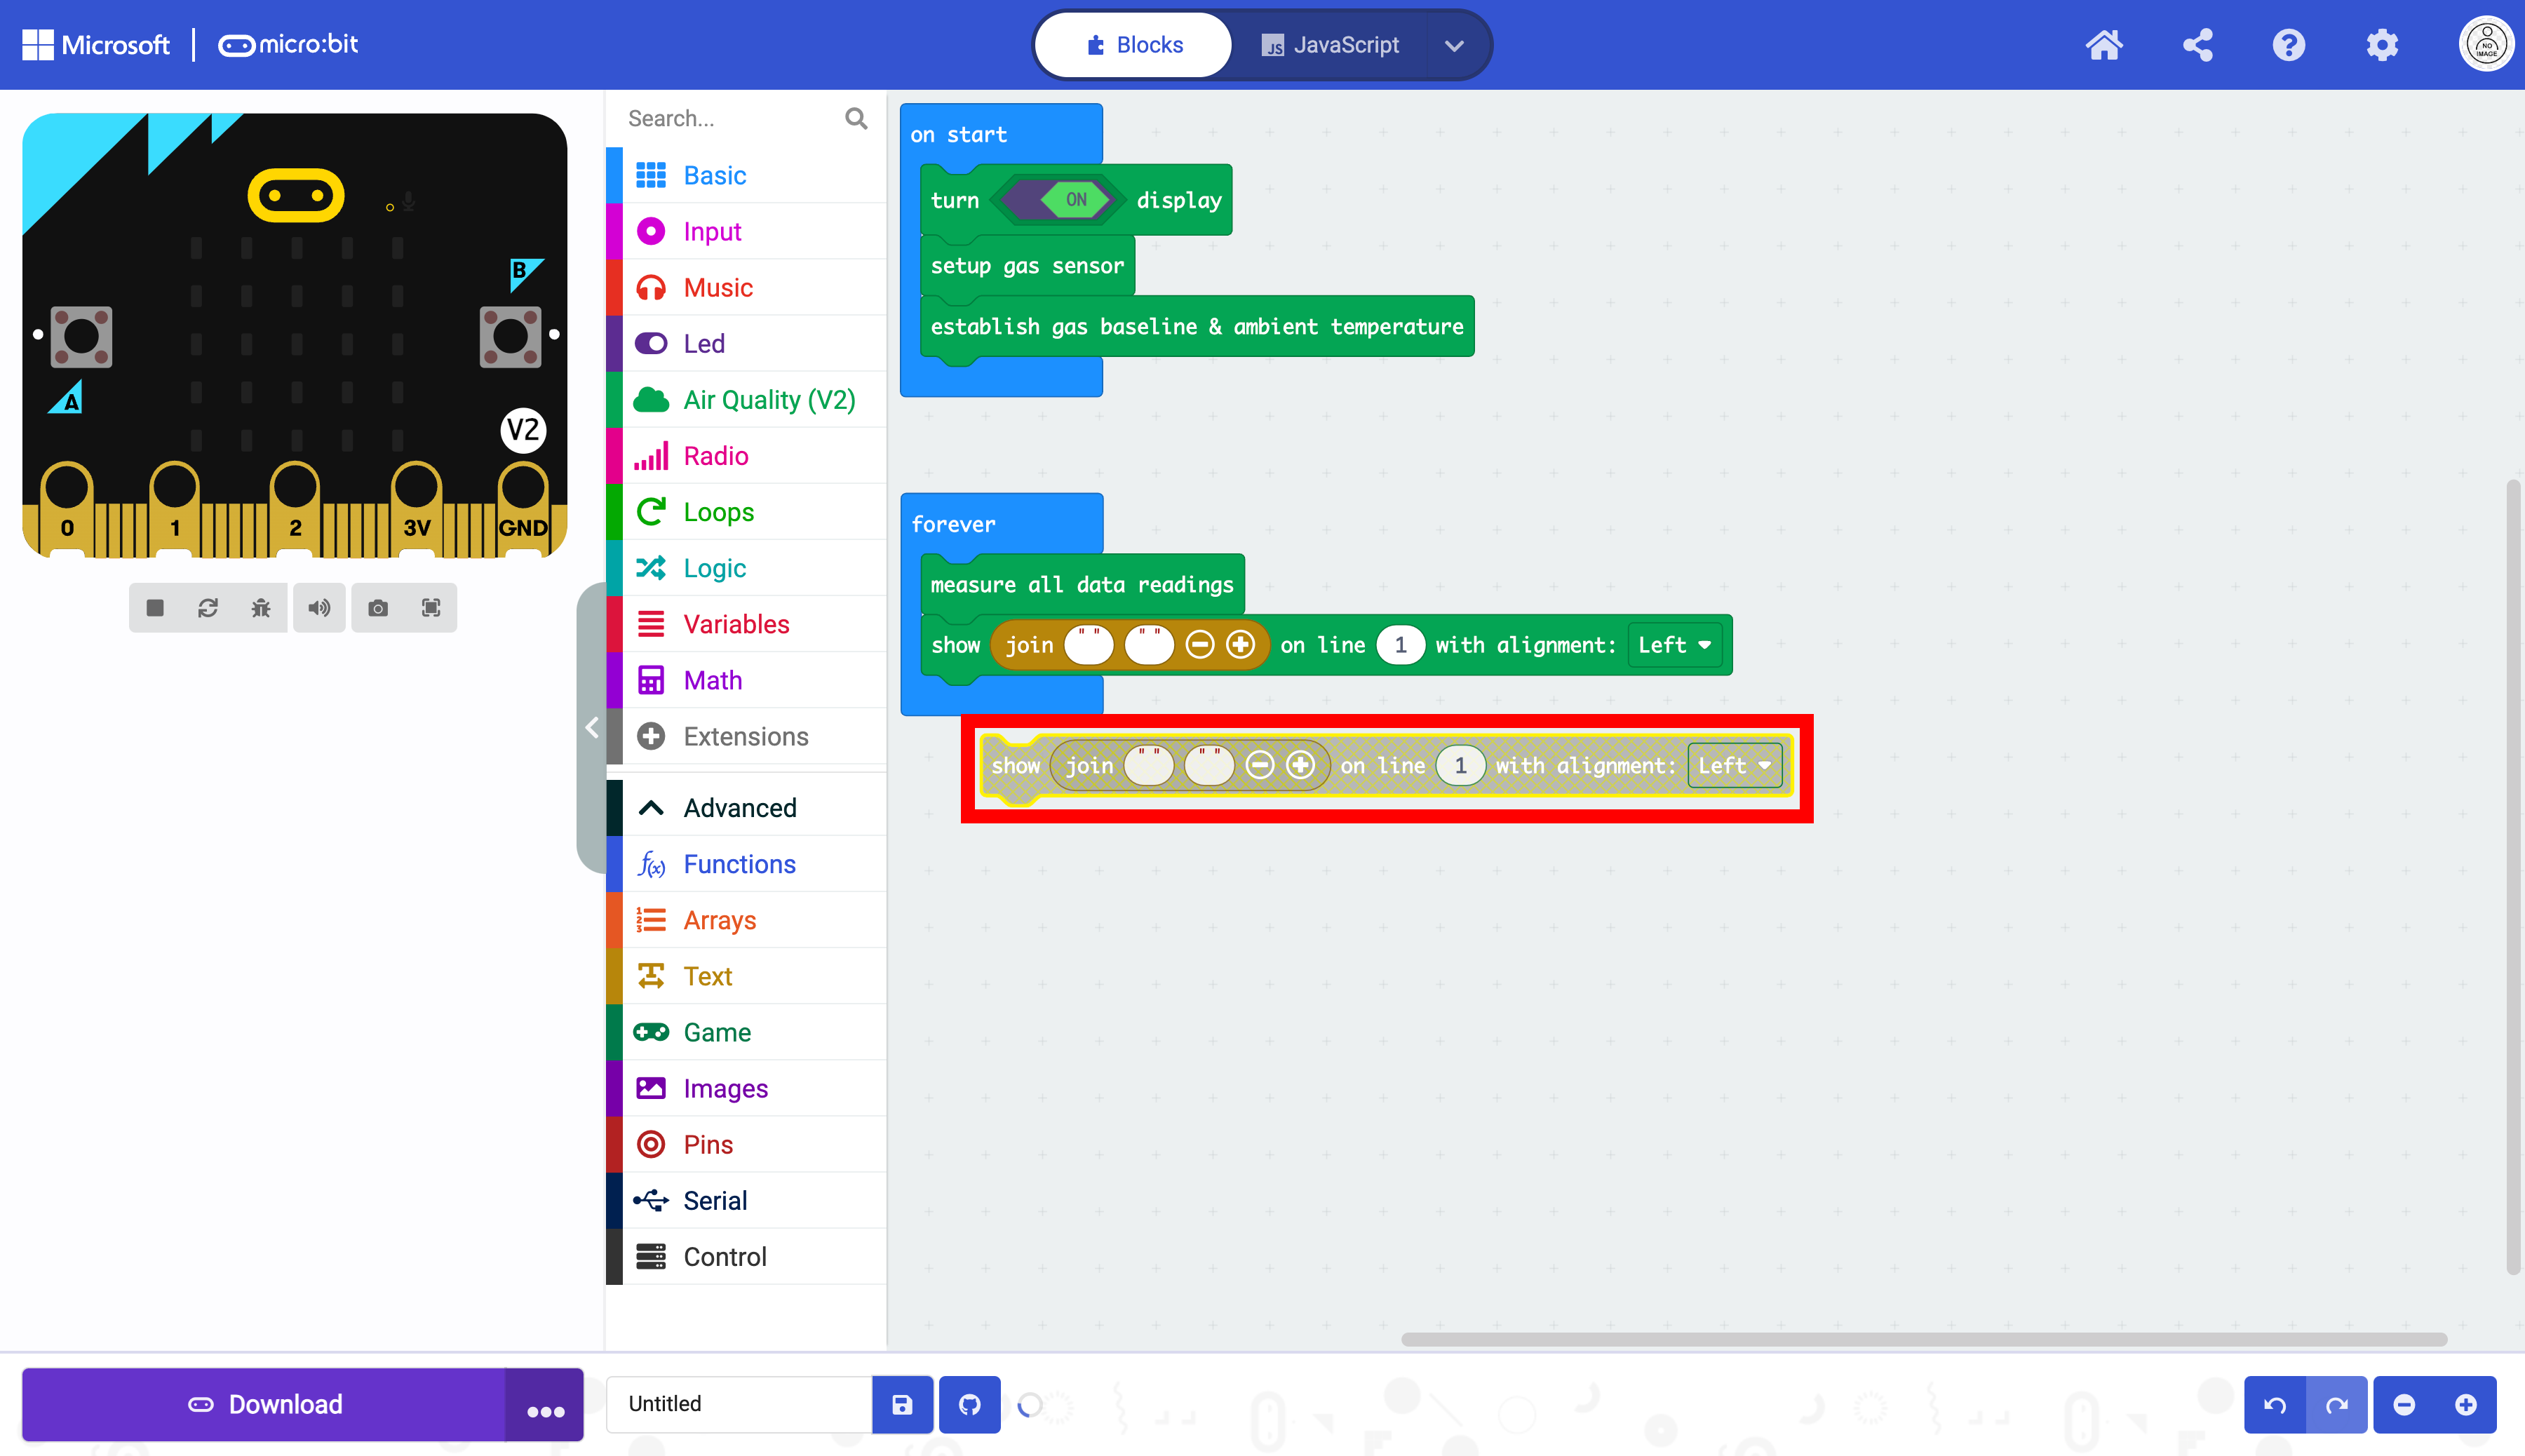 Microsoft | micro:bit
Blocks
JavaScript
NO IMAGE
B
A
V2
0 1 2 3V GND
Search...
Basic
Input
Music
Led
Air Quality (V2)
Radio
Loops
Logic
Variables
Math
Extensions
Advanced
Functions
Arrays
Text
Game
Images
Pins
Serial
Control
on start
turn ON display
setup gas sensor
establish gas baseline & ambient temperature
forever
measure all data readings
show join " " " " on line 1 with alignment: Left
show join " " " " on line 1 with alignment: Left
Download
Untitled